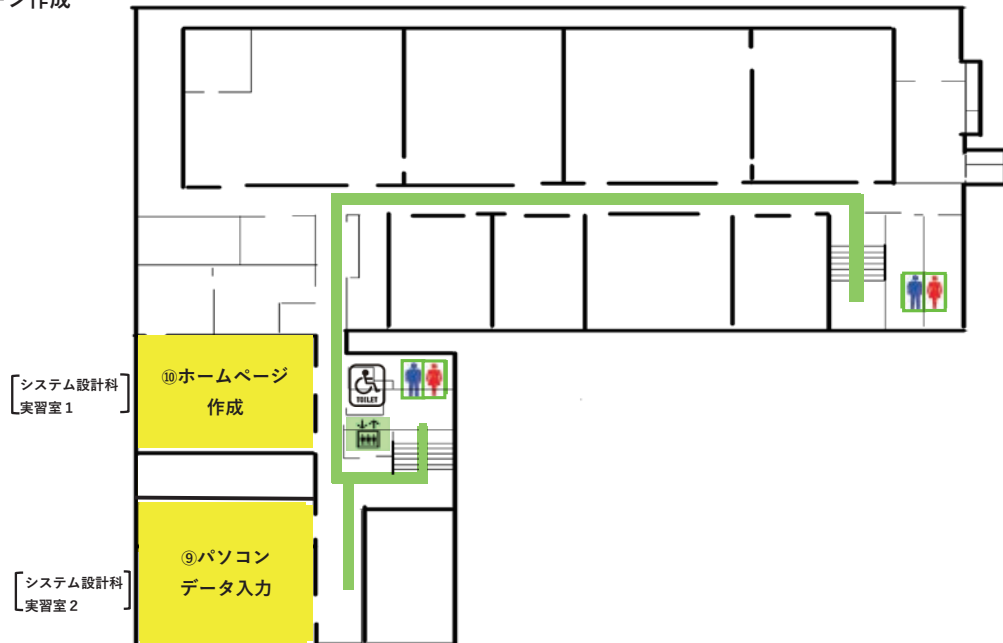 ジ作成
⑩ホームページ
作成
システム設計科
実習室1
TOILET
⑨パソコン
データ入力
システム設計科
実習室2